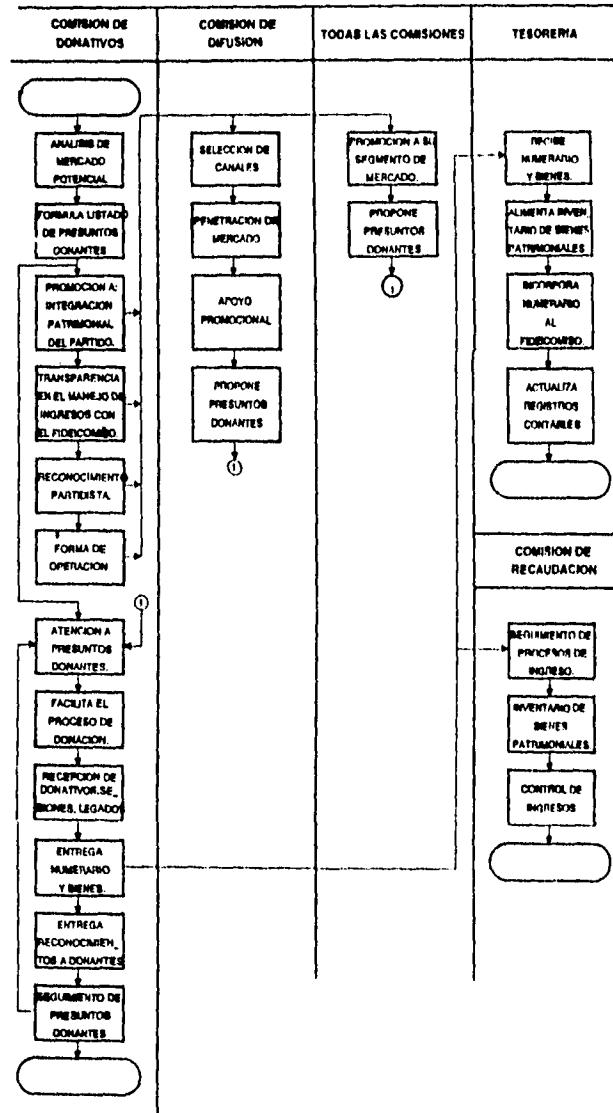 COMISION DE
DONATIVOS
COMISION DE
DIFUSION
TODAS LAS COMISIONES
TESORERIA
ANALISIS DE
MERCADO
POTENCIAL
FORMULA LISTADO
DE PRESUNTOS
DONANTES
PROMOCION A:
INTEGRACION
PATRIMONIAL
DEL PARTIDO.
TRANSPARENCIA
EN EL MANEJO DE
INGRESOS CON
EL FIDEICOMISO.
RECONOCIMIENTO
PARTIDISTA.
FORMA DE
OPERACION
1
ATENCION A
PRESUNTOS
DONANTES.
FACILITA EL
PROCESO DE
DONACION.
RECEPCION DE
BIENES, LEGADOS
ENTREGA
NUMERARIO
Y BIENES.
ENTREGA
RECONOCIMIEN_
TOS A DONANTES
SEGUIMIENTO DE
PRESUNTOS
DONANTES
SELECCION DE
CANALES
PENETRACION DE
MERCADO
APOYO
PROMOCIONAL
PROPONE
PRESUNTOS
DONANTES
1
PROMOCION A SU
SEGMENTO DE
MERCADO.
PROPONE
PRESUNTOS
DONANTES
1
RECIBE
NUMERARIO
Y BIENES.
ALIMENTA INVEN_
TARIO DE BIENES
PATRIMONIALES
INCORPORA
NUMERARIO
AL
FIDEICOMISO.
ACTUALIZA
REGISTROS
CONTABLES
COMISION DE
RECAUDACION
SEGUIMIENTO DE
PROCESOS DE
INGRESO.
INVENTARIO DE
BIENES
PATRIMONIALES
CONTROL DE
INGRESOS